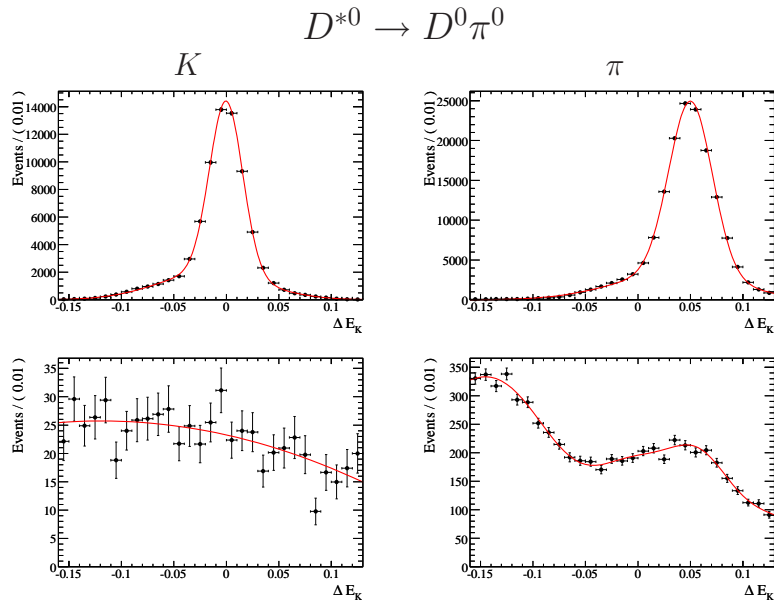 D*⁰ → D⁰π⁰
K
π
Events / ( 0.01 )
14000
12000
10000
8000
6000
4000
2000
0
-0.15 -0.1 -0.05 0 0.05 0.1
Δ E_K
Events / ( 0.01 )
25000
20000
15000
10000
5000
0
-0.15 -0.1 -0.05 0 0.05 0.1
Δ E_K
Events / ( 0.01 )
35
30
25
20
15
10
5
0
-0.15 -0.1 -0.05 0 0.05 0.1
Δ E_K
Events / ( 0.01 )
350
300
250
200
150
100
50
0
-0.15 -0.1 -0.05 0 0.05 0.1
Δ E_K